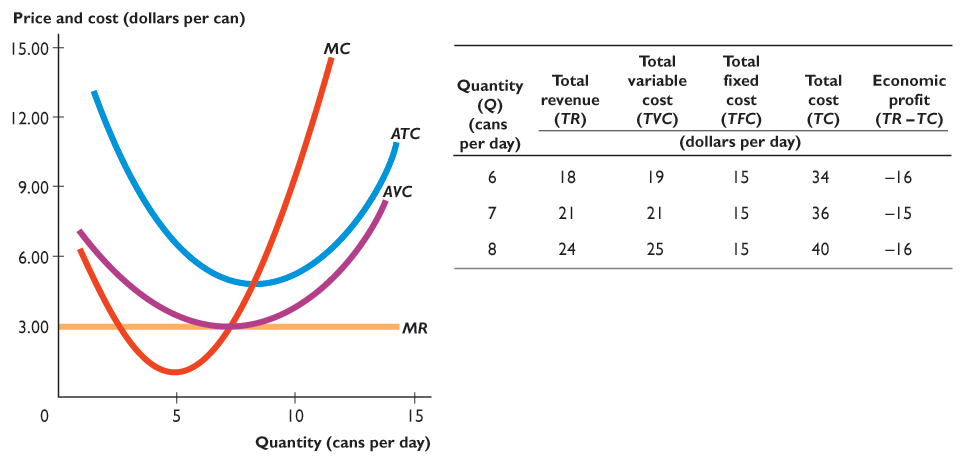 Price and cost (dollars per can)
15.00
12.00
9.00
6.00
3.00
0
5
10
15
MC
ATC
AVC
MR
Quantity (cans per day)
Quantity
(Q)
(cans
per day)
Total
revenue
(TR)
Total
variable
cost
(TVC)
Total
fixed
cost
(TFC)
Total
cost
(TC)
Economic
profit
(TR – TC)
(dollars per day)
6 18 19 15 34 –16
7 21 21 15 36 –15
8 24 25 15 40 –16